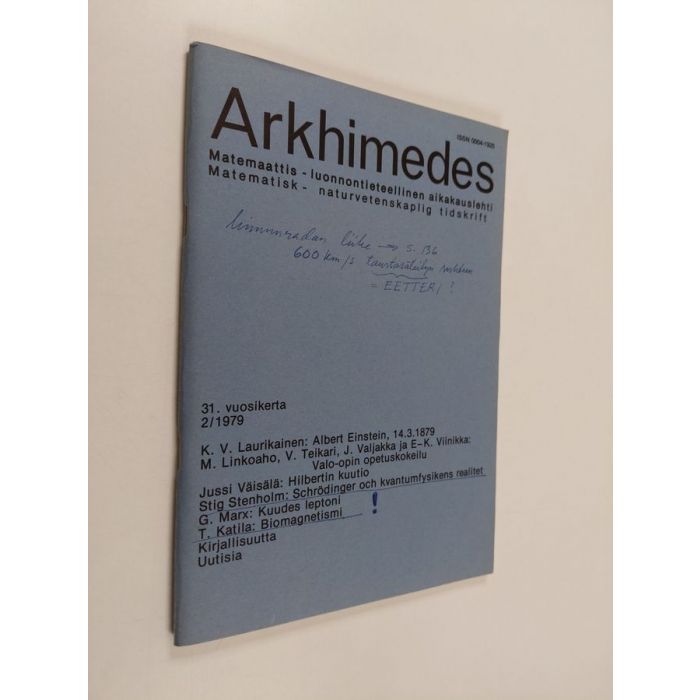 Arkhimedes
ISSN 0004-1920
Matemaattis - luonnontieteellinen aikakauslehti
Matematisk - naturvetenskaplig tidskrift
linnunradan liike → s. 136
600 km/s taustasäteilyn suhteen
= EETTERI !
31. vuosikerta
2/1979
K. V. Laurikainen: Albert Einstein, 14.3.1879
M. Linkoaho, V. Teikari, J. Valjakka ja E-K. Viinikka:
Valo-opin opetuskokeilu
Jussi Väisälä: Hilbertin kuutio
Stig Stenholm: Schrödinger och kvantumfysikens realitet
G. Marx: Kuudes leptoni
T. Katila: Biomagnetismi !
Kirjallisuutta
Uutisia